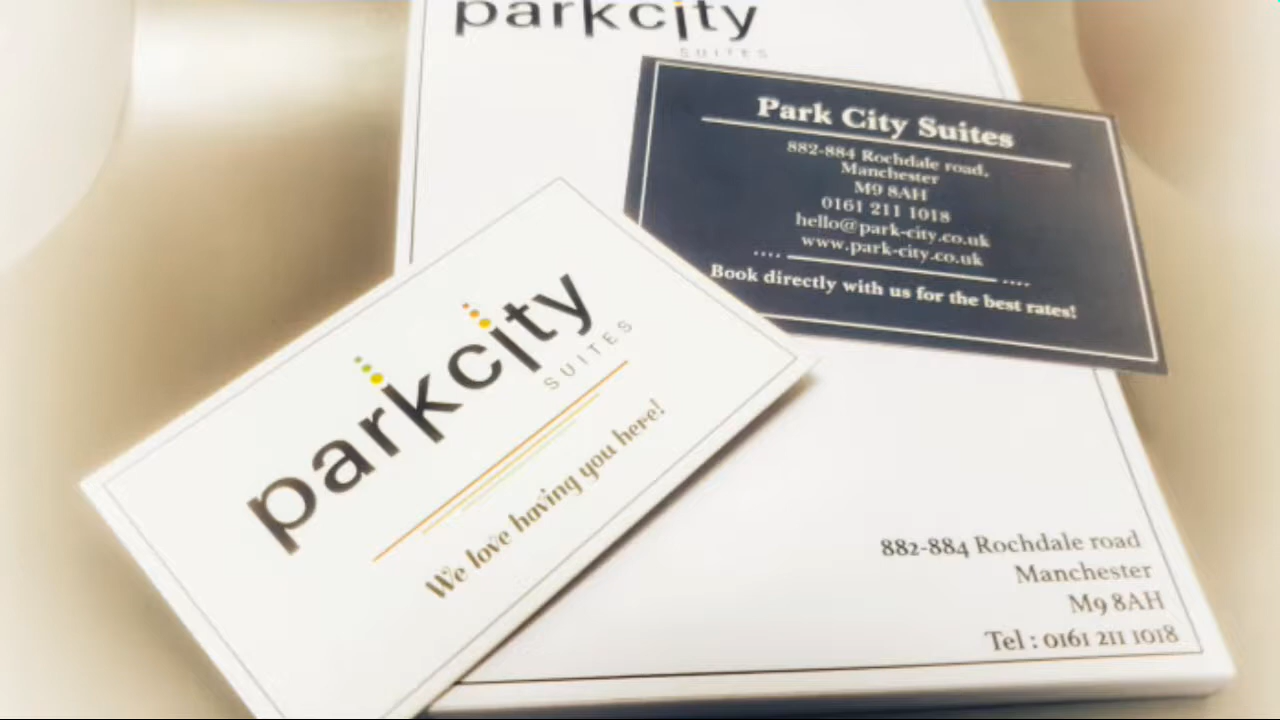 parkcity
SUITES
Park City Suites
882-884 Rochdale road,
Manchester
M9 8AH
0161 211 1018
hello@park-city.co.uk
www.park-city.co.uk
Book directly with us for the best rates!
parkcity
SUITES
We love having you here!
882-884 Rochdale road
Manchester
M9 8AH
Tel : 0161 211 1018